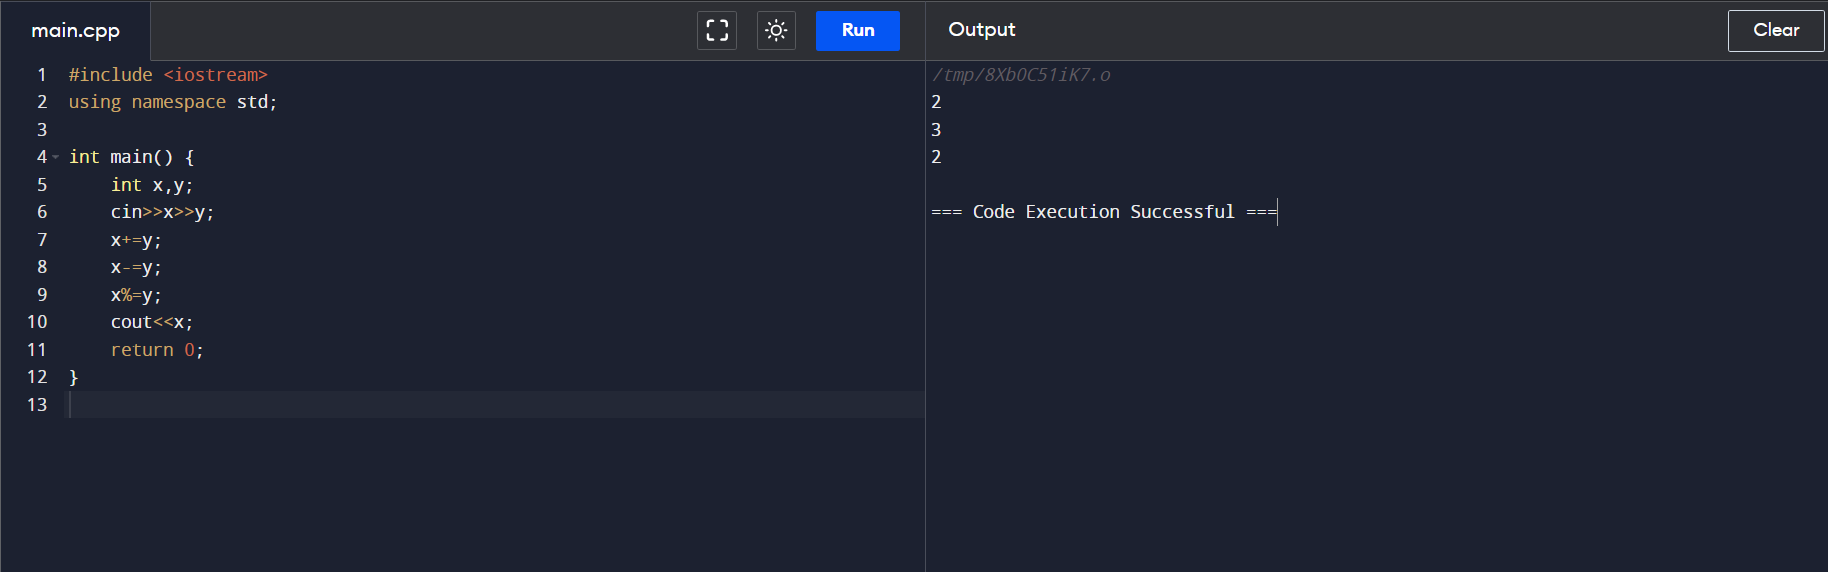 main.cpp
Run
Output
Clear
1 #include <iostream>
2 using namespace std;
3
4 int main() {
5     int x,y;
6     cin>>x>>y;
7     x+=y;
8     x-=y;
9     x%=y;
10     cout<<x;
11     return 0;
12 }
13
/tmp/8XbOC51iK7.o
2
3
2
=== Code Execution Successful ===